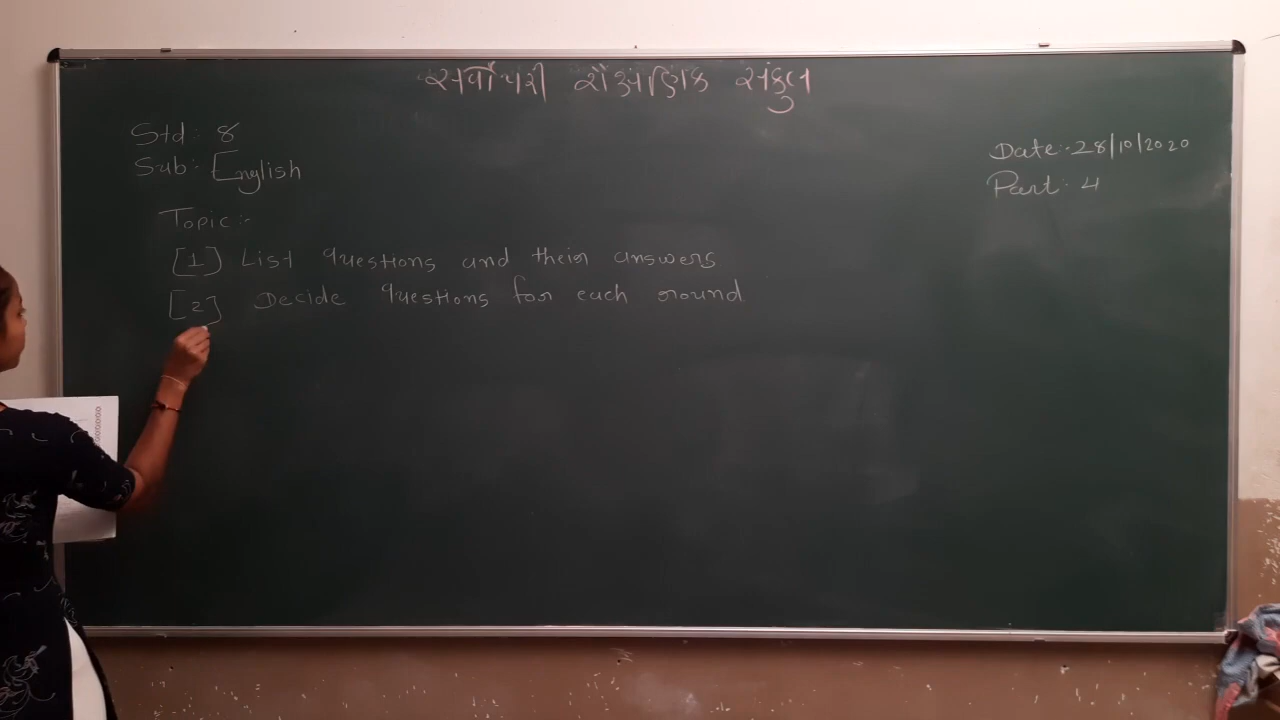 સર્વોપરી શૈક્ષણિક સંકુલ
Std:- 8
Sub:- English
Date:-28/10/2020
Part:- 4
Topic:-
[1] List questions and their answers
[2] Decide questions for each round